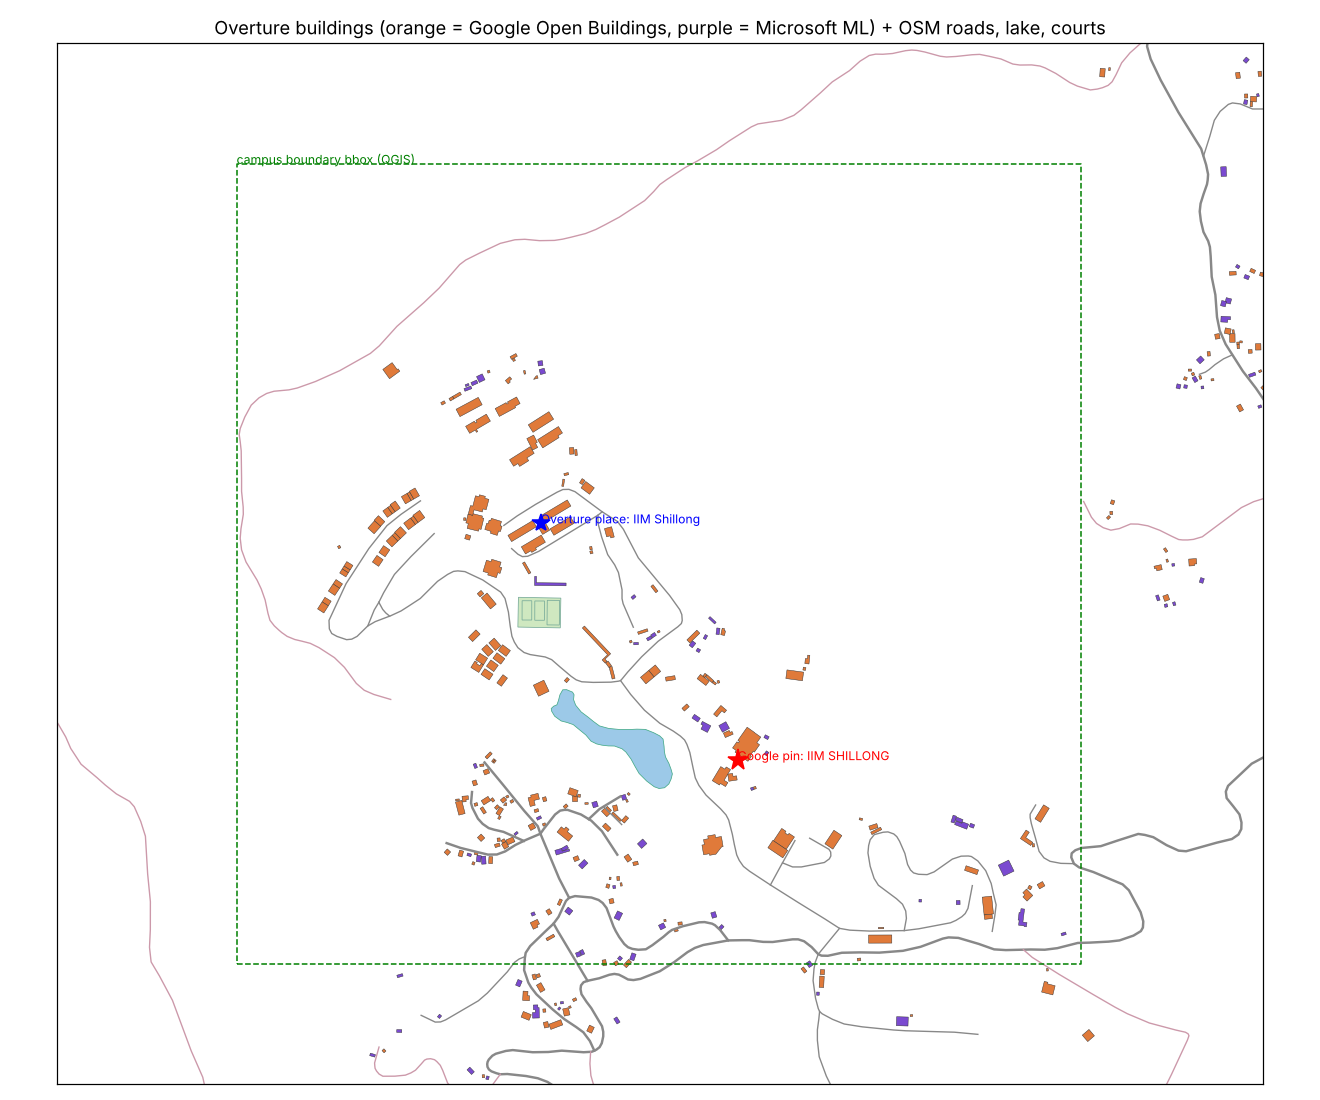 Overture buildings (orange = Google Open Buildings, purple = Microsoft ML) + OSM roads, lake, courts
campus boundary bbox (QGIS)
Overture place: IIM Shillong
Google pin: IIM SHILLONG